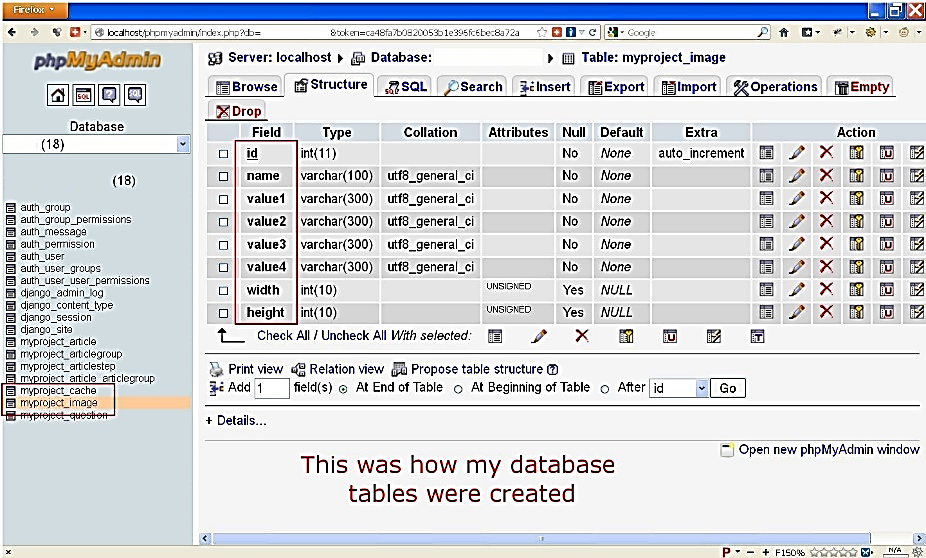 Firefox
localhost/phpmyadmin/index.php?db= &token=ca48fa7b0820053b1e395fc6bec8a72a
Google
phpMyAdmin
Server: localhost Database: Table: myproject_image
Browse Structure SQL Search Insert Export Import Operations Empty
Drop
Database
(18)
(18)
auth_group
auth_group_permissions
auth_message
auth_permission
auth_user
auth_user_groups
auth_user_user_permissions
django_admin_log
django_content_type
django_session
django_site
myproject_article
myproject_articlegroup
myproject_articlestep
myproject_article_articlegroup
myproject_cache
myproject_image
myproject_question
Field Type Collation Attributes Null Default Extra Action
id int(11) No None auto_increment
name varchar(100) utf8_general_ci No None
value1 varchar(300) utf8_general_ci No None
value2 varchar(300) utf8_general_ci No None
value3 varchar(300) utf8_general_ci No None
value4 varchar(300) utf8_general_ci No None
width int(10) UNSIGNED Yes NULL
height int(10) UNSIGNED Yes NULL
Check All / Uncheck All With selected:
Print view Relation view Propose table structure
Add 1 field(s) At End of Table At Beginning of Table After id Go
+ Details...
Open new phpMyAdmin window
This was how my database
tables were created
P - + F150% N/A